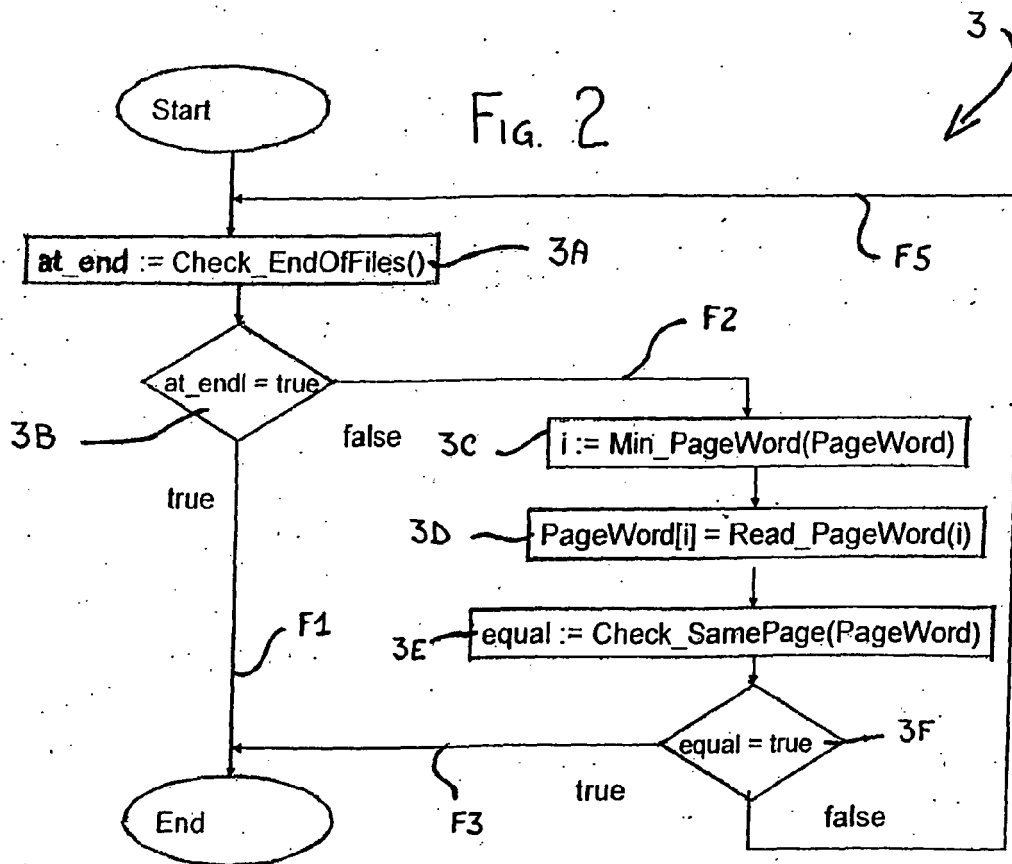 3
Start
FIG. 2
F5
at_end := Check_EndOfFiles()
3A
F2
at_endl = true
3B
false
3C
i := Min_PageWord(PageWord)
true
3D
PageWord[i] = Read_PageWord(i)
F1
3E
equal := Check_SamePage(PageWord)
equal = true
3F
F3
true
End
false